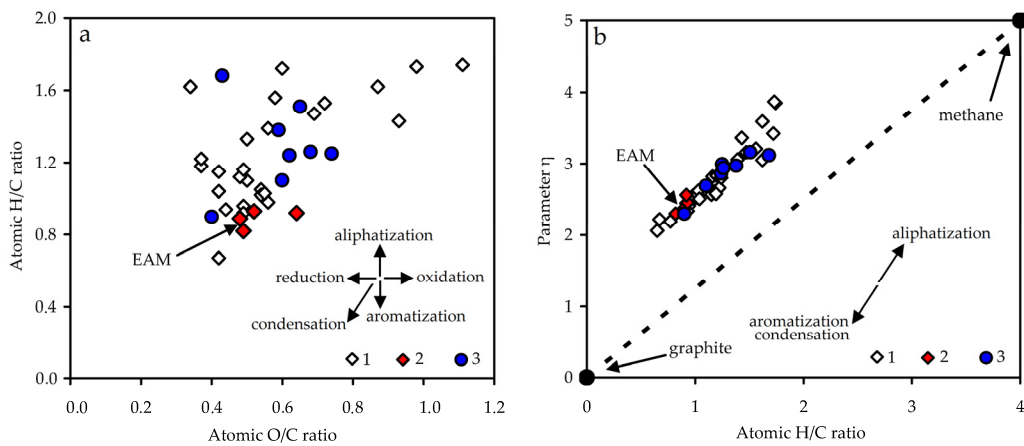 a
2.0
1.6
1.2
0.8
0.4
0.0
Atomic H/C ratio
EAM
aliphatization
reduction
oxidation
condensation
aromatization
1
2
3
0.0
0.2
0.4
0.6
0.8
1.0
1.2
Atomic O/C ratio
b
5
4
3
2
1
0
Parameter η
methane
EAM
aliphatization
aromatization
condensation
graphite
1
2
3
0
1
2
3
4
Atomic H/C ratio